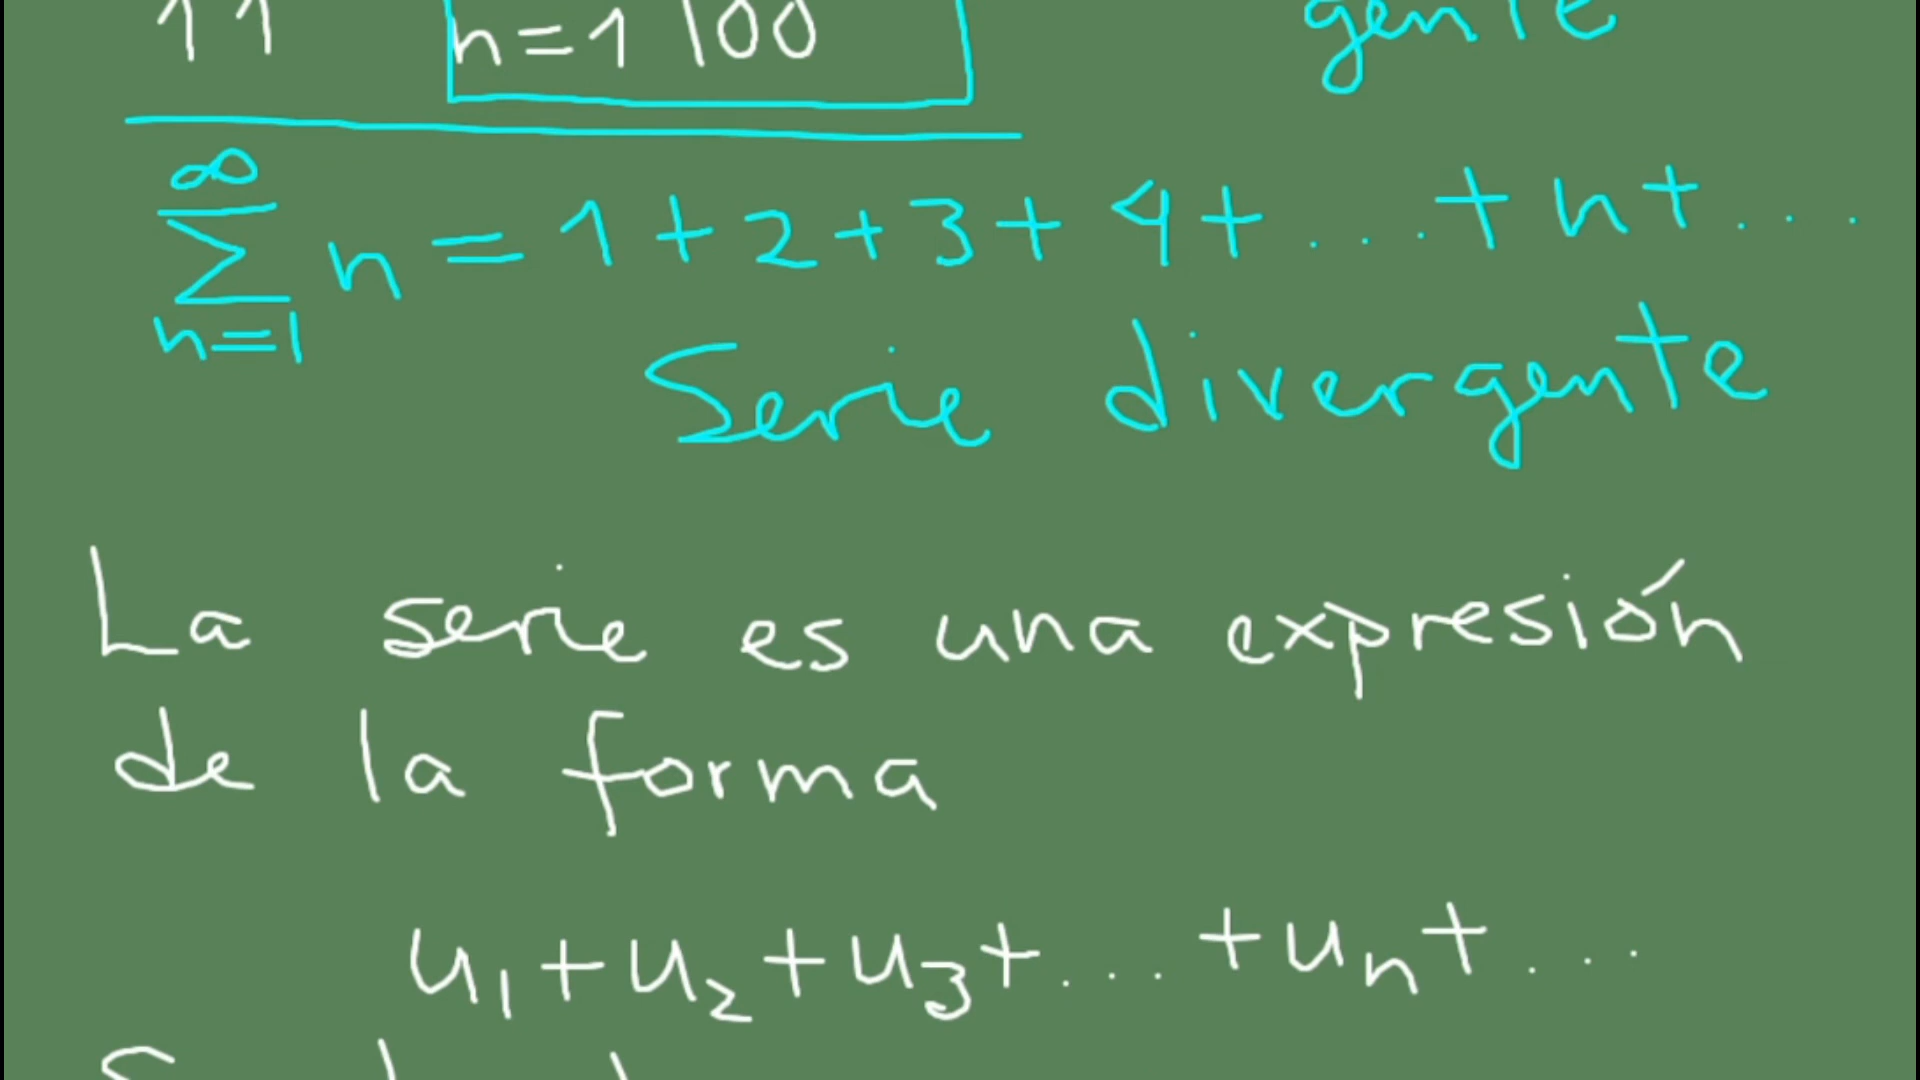 11 n=1 100 gente
∞
∑ n = 1 + 2 + 3 + 4 + ... + n + ...
n=1
Serie divergente
La serie es una expresión
de la forma
u₁ + u₂ + u₃ + ... + uₙ + ...